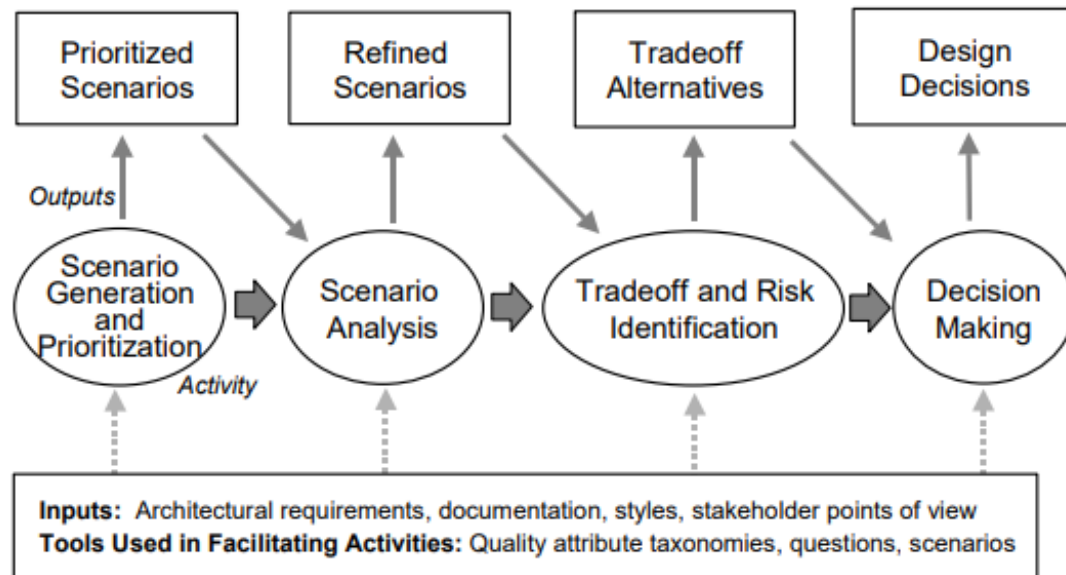 Prioritized
Scenarios
Refined
Scenarios
Tradeoff
Alternatives
Design
Decisions
Outputs
Scenario
Generation
and
Prioritization
Activity
Scenario
Analysis
Tradeoff and Risk
Identification
Decision
Making
Inputs: Architectural requirements, documentation, styles, stakeholder points of view
Tools Used in Facilitating Activities: Quality attribute taxonomies, questions, scenarios